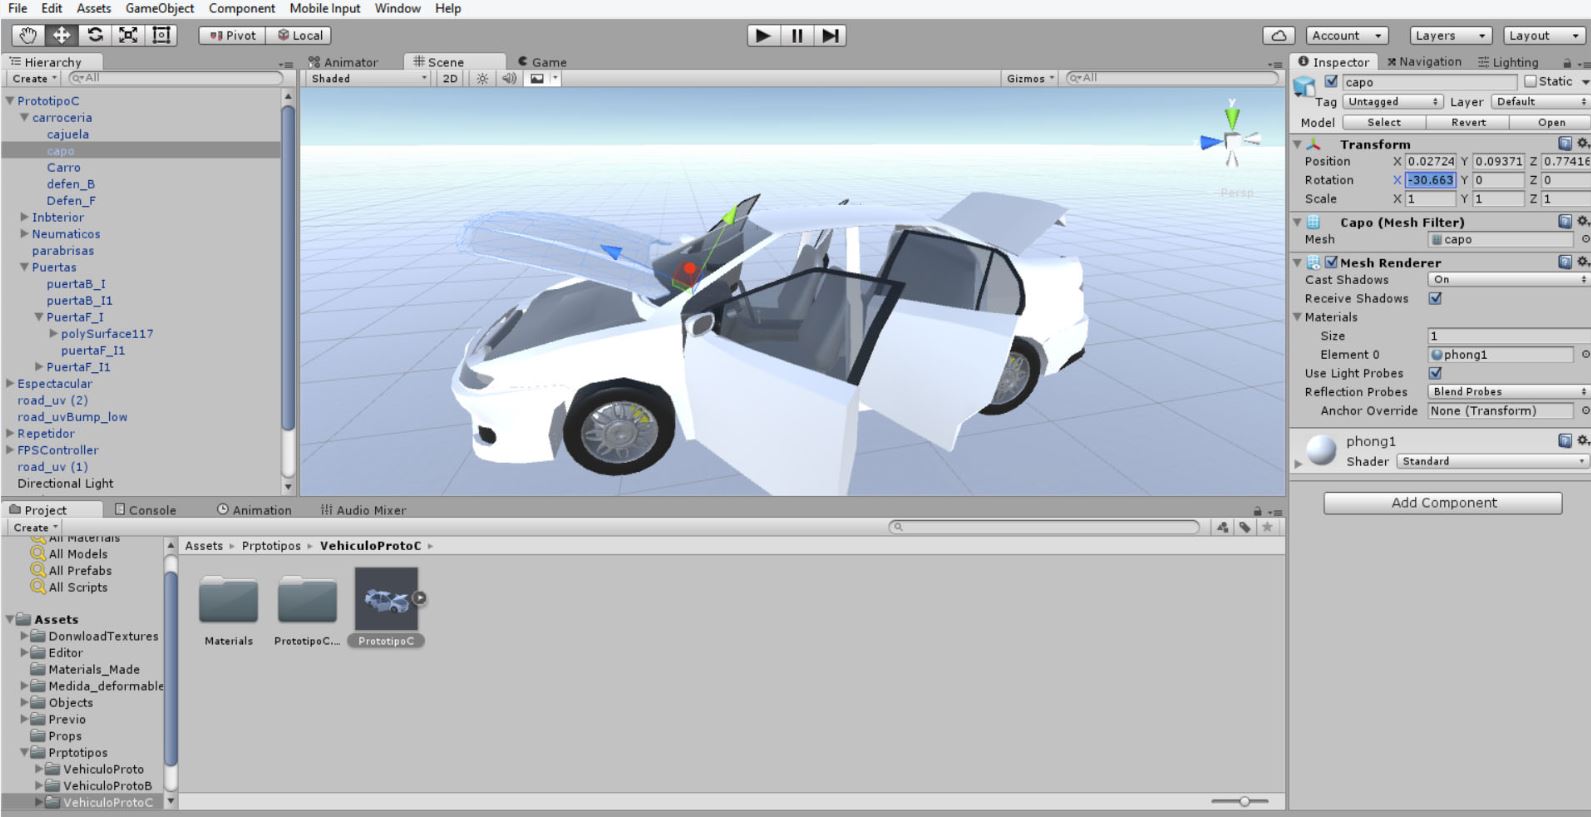 File Edit Assets GameObject Component Mobile Input Window Help
Pivot Local Account Layers Layout
Hierarchy
Create All
PrototipoC
carroceria
cajuela
capo
Carro
defen_B
Defen_F
Inbterior
Neumaticos
parabrisas
Puertas
puertaB_I
puertaB_I1
PuertaF_I
polySurface117
puertaF_I1
PuertaF_I1
Espectacular
road_uv (2)
road_uvBump_low
Repetidor
FPSController
road_uv (1)
Directional Light
Animator Scene Game
Shaded 2D Gizmos All
y
Persp
Inspector Navigation Lighting
capo Static
Tag Untagged Layer Default
Model Select Revert Open
Transform
Position X 0.02724 Y 0.09371 Z 0.77416
Rotation X -30.663 Y 0 Z 0
Scale X 1 Y 1 Z 1
Capo (Mesh Filter)
Mesh capo
Mesh Renderer
Cast Shadows On
Receive Shadows
Materials
Size 1
Element 0 phong1
Use Light Probes
Reflection Probes Blend Probes
Anchor Override None (Transform)
phong1
Shader Standard
Add Component
Project Console Animation Audio Mixer
Create
All Materials
All Models
All Prefabs
All Scripts
Assets
DonwloadTextures
Editor
Materials_Made
Medida_deformable
Objects
Previo
Props
Prptotipos
VehiculoProto
VehiculoProtoB
VehiculoProtoC
Assets Prptotipos VehiculoProtoC
Materials PrototipoC... PrototipoC